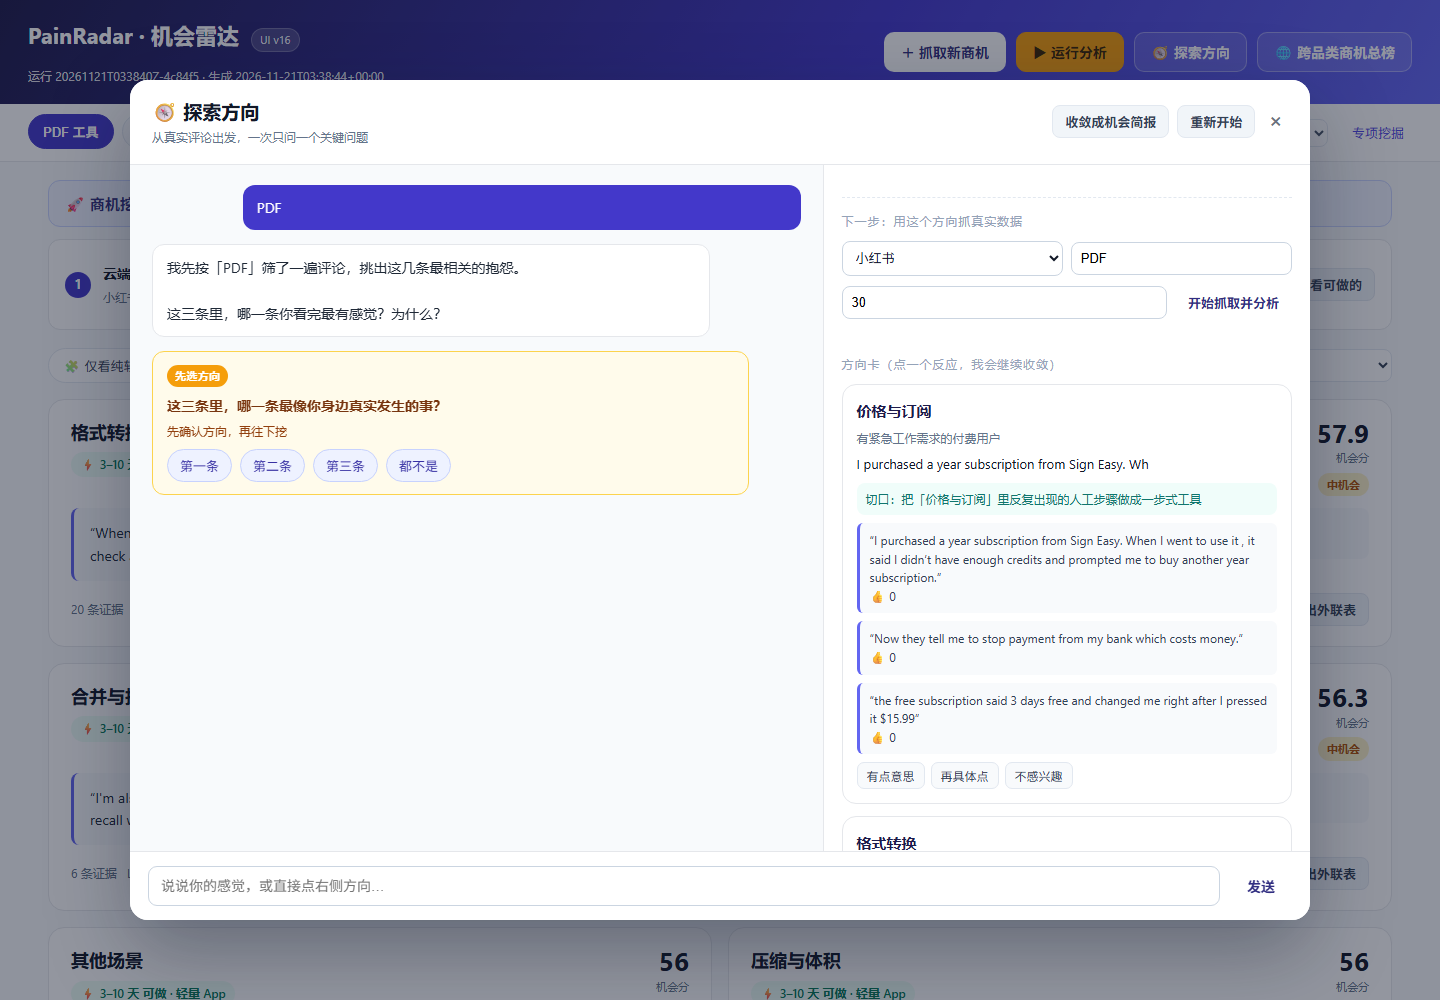 PainRadar · 机会雷达
UI v16
运行 20261121T033840Z-4c84f5 · 生成 2026-11-21T03:38:44+00:00
＋ 抓取新商机
▶ 运行分析
🧭 探索方向
🌐 跨品类商机总榜
PDF 工具
专项挖掘
🚀 商机挖
1
云端
小红书
看可做的
🧩 仅看纯软
🧭 探索方向
从真实评论出发，一次只问一个关键问题
收敛成机会简报
重新开始
×
PDF
我先按「PDF」筛了一遍评论，挑出这几条最相关的抱怨。
这三条里，哪一条你看完最有感觉？为什么？
先选方向
这三条里，哪一条最像你身边真实发生的事？
先确认方向，再往下挖
第一条
第二条
第三条
都不是
下一步：用这个方向抓真实数据
小红书
PDF
30
开始抓取并分析
方向卡（点一个反应，我会继续收敛）
价格与订阅
有紧急工作需求的付费用户
I purchased a year subscription from Sign Easy. Wh
切口：把「价格与订阅」里反复出现的人工步骤做成一步式工具
“I purchased a year subscription from Sign Easy. When I went to use it , it
said I didn’t have enough credits and prompted me to buy another year
subscription.”
👍 0
“Now they tell me to stop payment from my bank which costs money.”
👍 0
“the free subscription said 3 days free and changed me right after I pressed
it $15.99”
👍 0
有点意思
再具体点
不感兴趣
格式转换
说说你的感觉，或直接点右侧方向…
发送
格式转换
⚡ 3–10 天
“When
check
20 条证据
57.9
机会分
中机会
出外联表
合并与拆
⚡ 3–10 天
“I’m al
recall w
6 条证据
56.3
机会分
中机会
出外联表
其他场景
⚡ 3–10 天 可做 · 轻量 App
56
机会分
压缩与体积
⚡ 3–10 天 可做 · 轻量 App
56
机会分